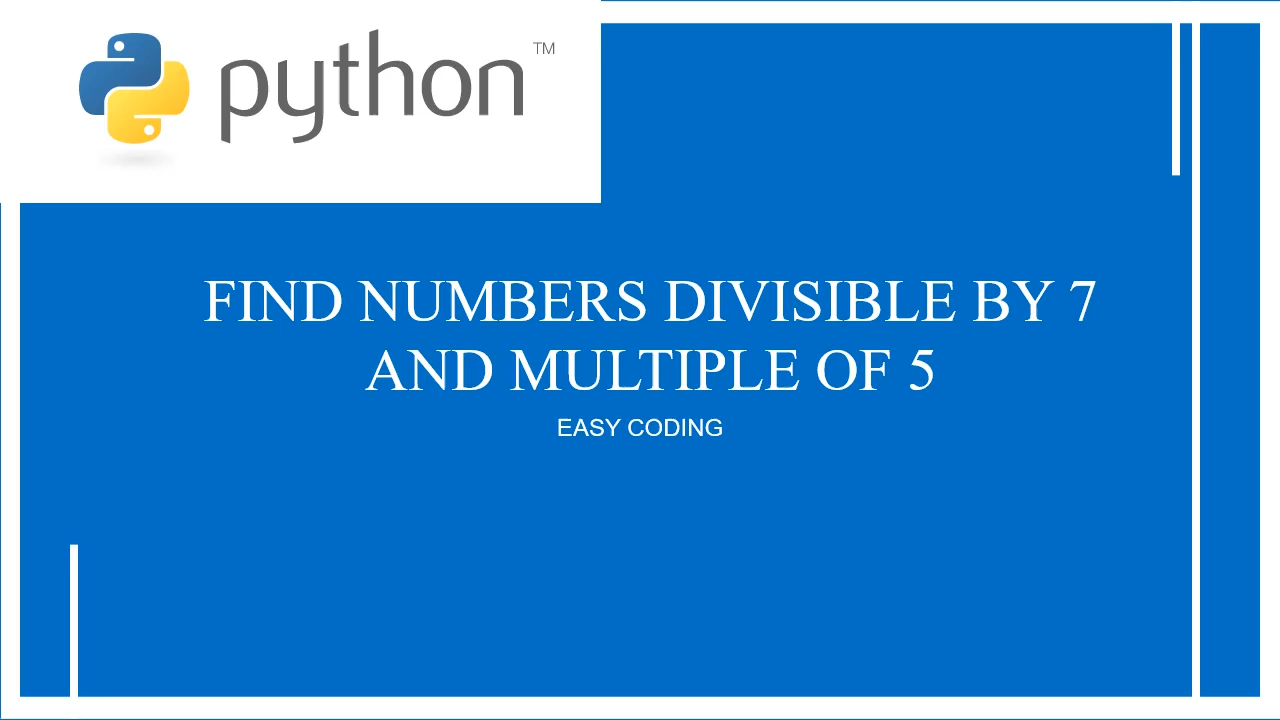 python™
FIND NUMBERS DIVISIBLE BY 7
AND MULTIPLE OF 5
EASY CODING